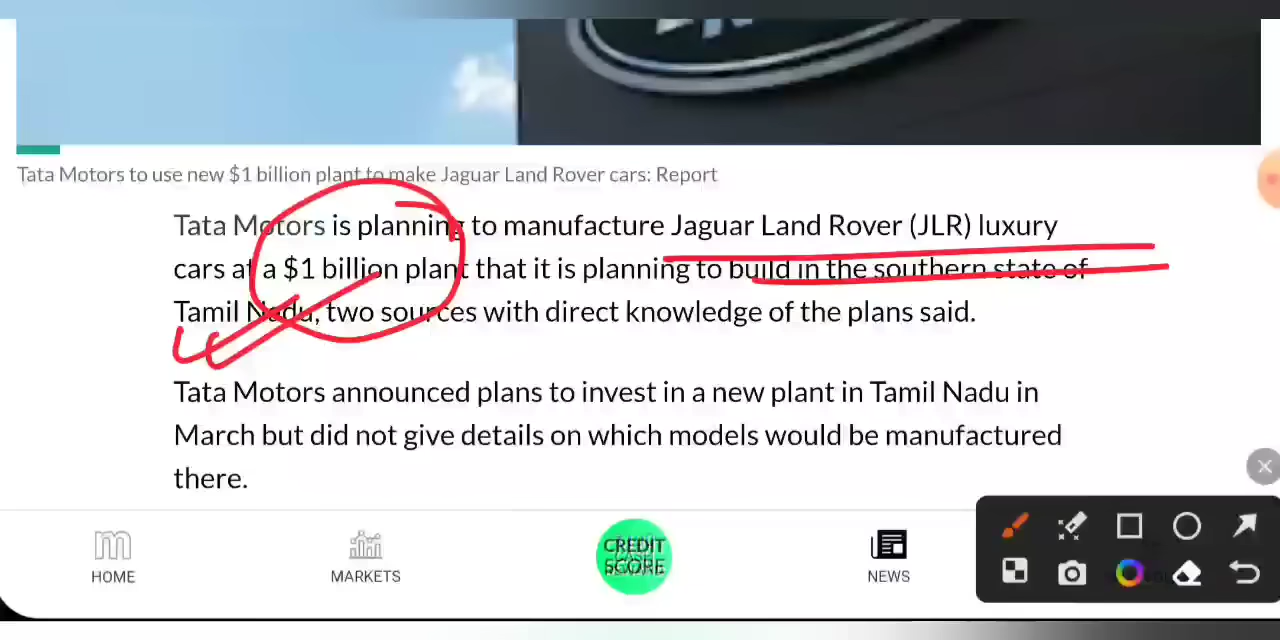 Tata Motors to use new $1 billion plant to make Jaguar Land Rover cars: Report
Tata Motors is planning to manufacture Jaguar Land Rover (JLR) luxury
cars at a $1 billion plant that it is planning to build in the southern state of
Tamil Nadu, two sources with direct knowledge of the plans said.
Tata Motors announced plans to invest in a new plant in Tamil Nadu in
March but did not give details on which models would be manufactured
there.
CREDIT
SCORE
HOME
MARKETS
NEWS